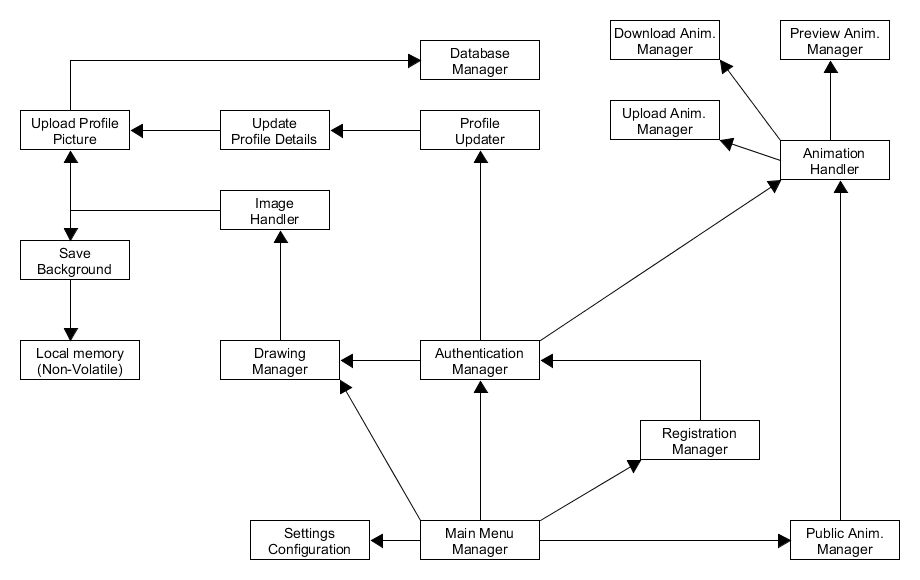 Download Anim.
Manager
Preview Anim.
Manager
Database
Manager
Upload Profile
Picture
Update
Profile Details
Profile
Updater
Upload Anim.
Manager
Animation
Handler
Image
Handler
Save
Background
Local memory
(Non-Volatile)
Drawing
Manager
Authentication
Manager
Registration
Manager
Settings
Configuration
Main Menu
Manager
Public Anim.
Manager